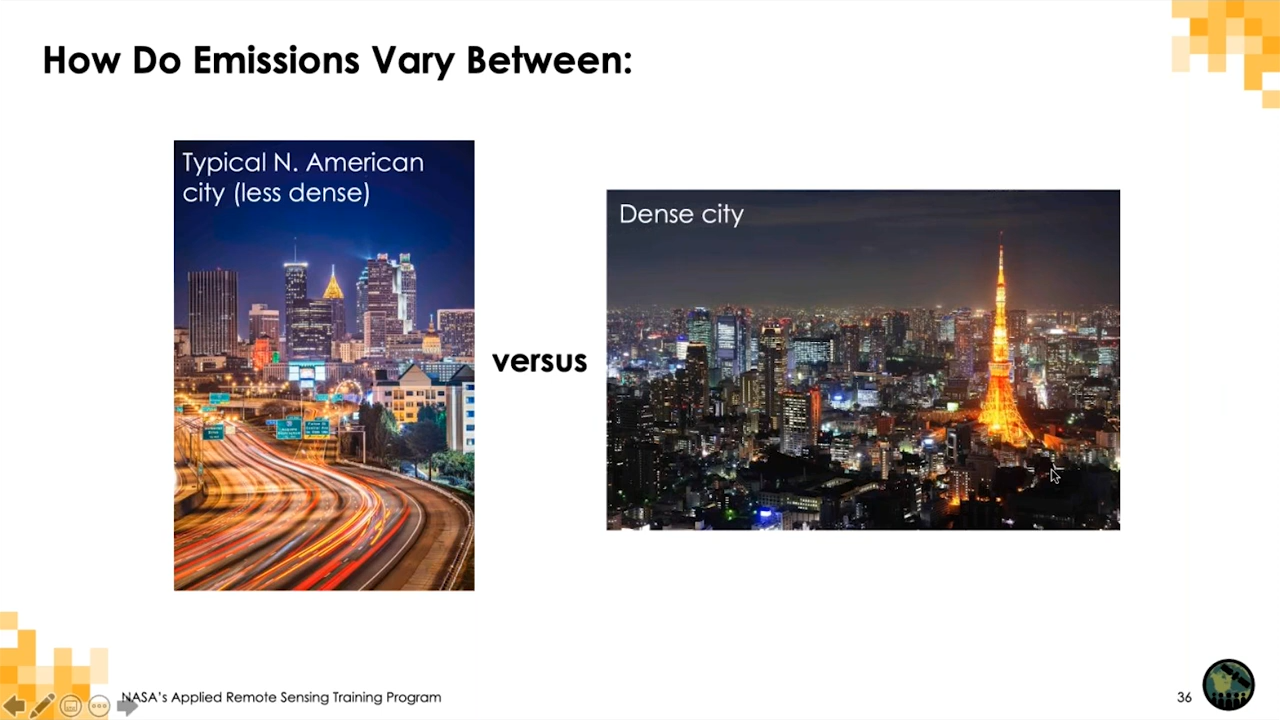 How Do Emissions Vary Between:
Typical N. American
city (less dense)
versus
Dense city
NASA's Applied Remote Sensing Training Program
36